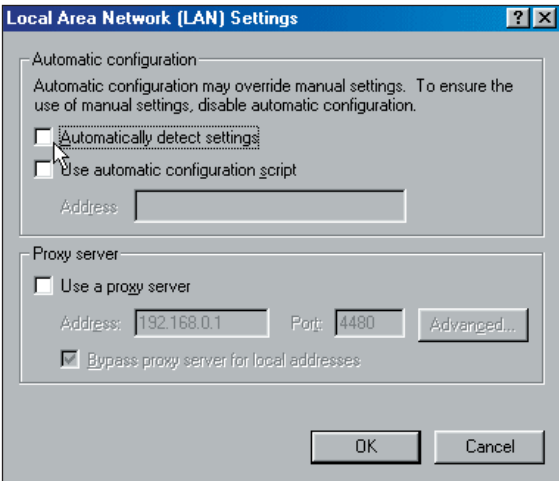 Local Area Network (LAN) Settings
Automatic configuration
Automatic configuration may override manual settings. To ensure the
use of manual settings, disable automatic configuration.
Automatically detect settings
Use automatic configuration script
Address
Proxy server
Use a proxy server
Address: 192.168.0.1 Port: 4480 Advanced...
Bypass proxy server for local addresses
OK Cancel